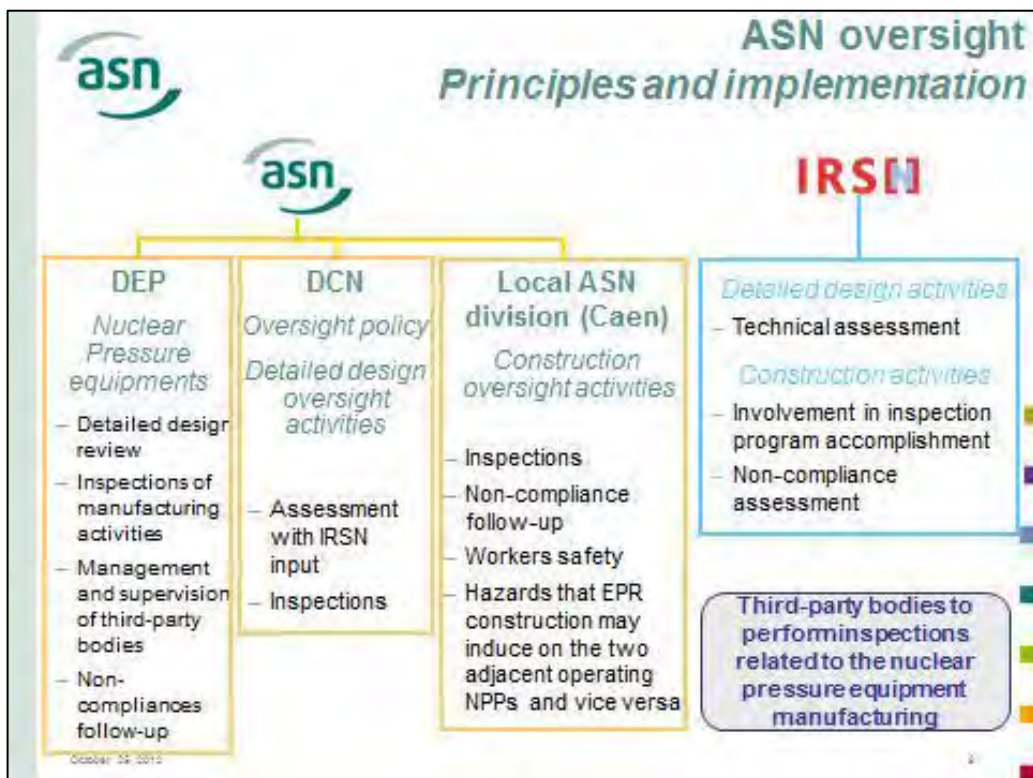 asn
ASN oversight
Principles and implementation
asn
IRSN
DEP
Nuclear
Pressure
equipments
– Detailed design
review
– Inspections of
manufacturing
activities
– Management
and supervision
of third-party
bodies
– Non-
compliances
follow-up
DCN
Oversight policy
Detailed design
oversight
activities
– Assessment
with IRSN
input
– Inspections
Local ASN
division (Caen)
Construction
oversight activities
– Inspections
– Non-compliance
follow-up
– Workers safety
– Hazards that EPR
construction may
induce on the two
adjacent operating
NPPs and vice versa
Detailed design activities
– Technical assessment
Construction activities
– Involvement in inspection
program accomplishment
– Non-compliance
assessment
Third-party bodies to
perform inspections
related to the nuclear
pressure equipment
manufacturing
October